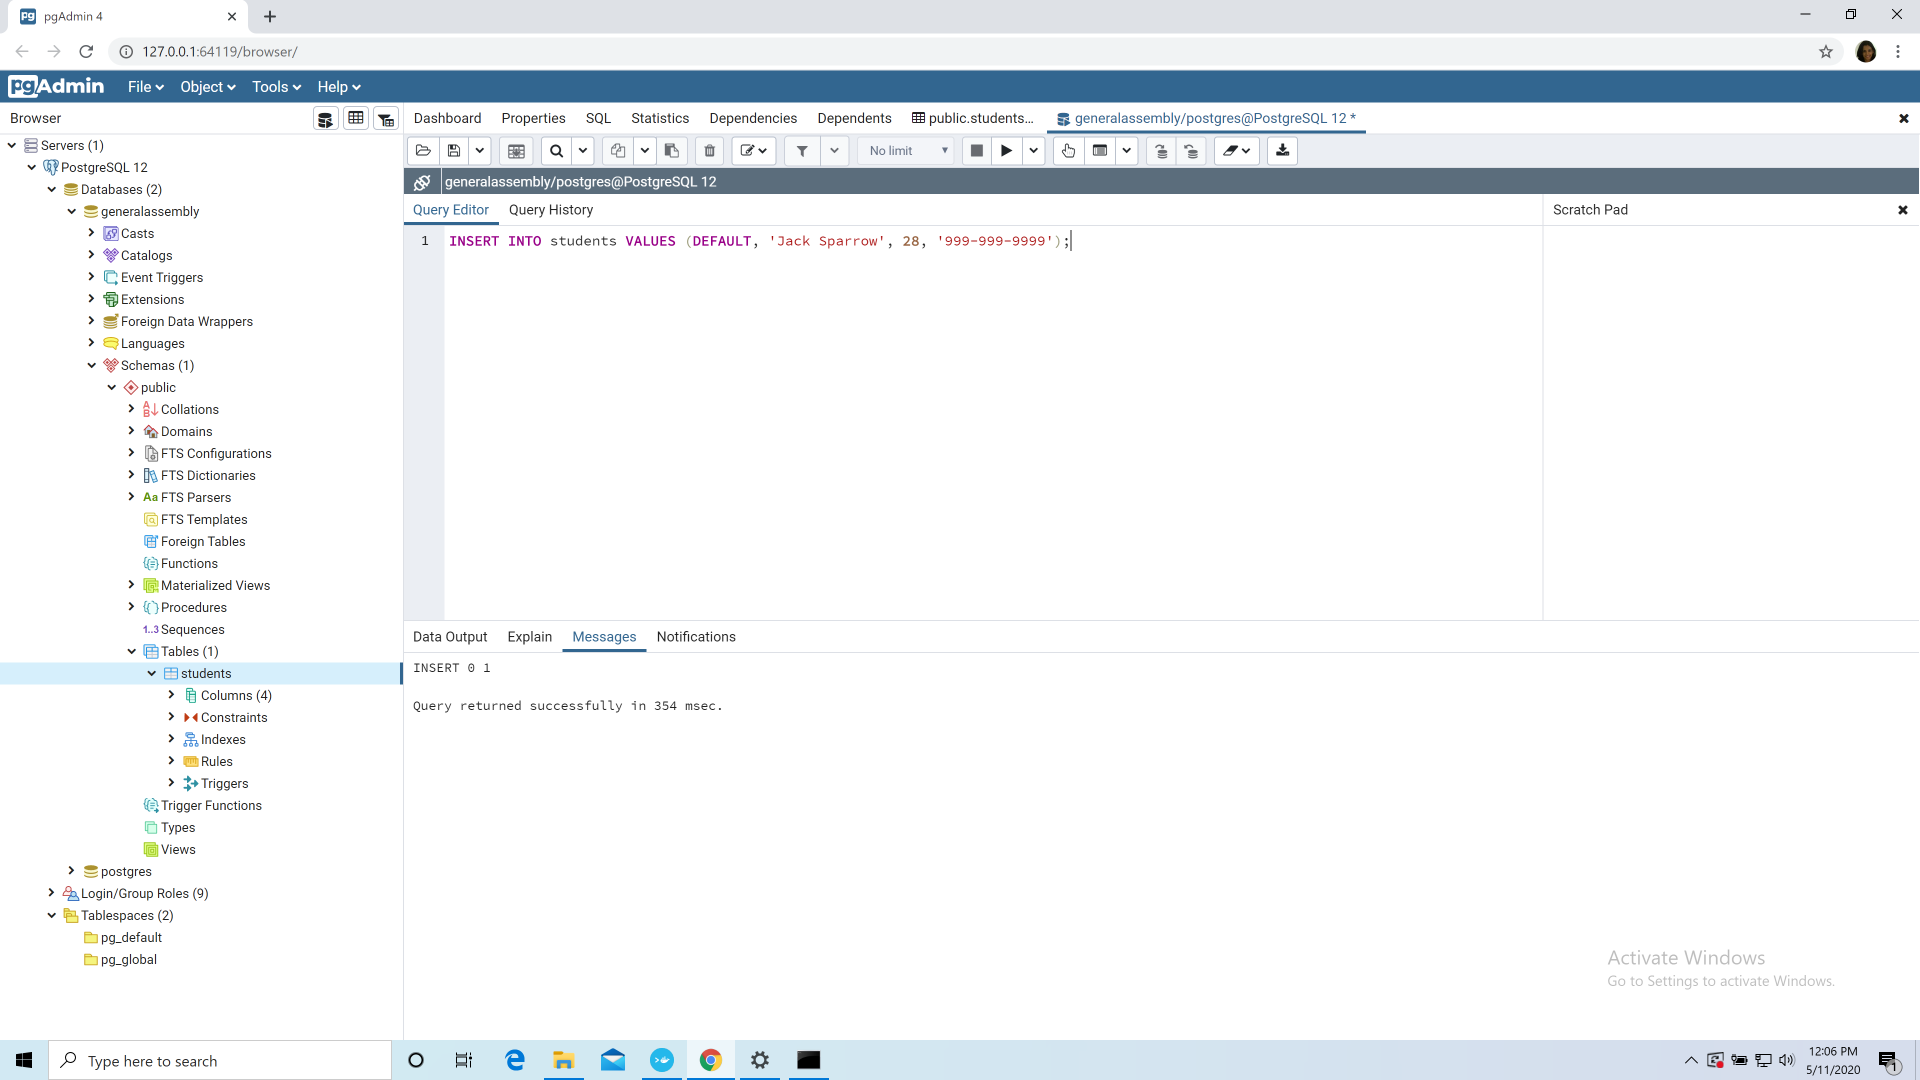 pgAdmin 4
127.0.0.1:64119/browser/
pgAdmin File Object Tools Help
Browser
Dashboard Properties SQL Statistics Dependencies Dependents public.students... generalassembly/postgres@PostgreSQL 12 *
No limit
generalassembly/postgres@PostgreSQL 12
Query Editor Query History
Scratch Pad
1 INSERT INTO students VALUES (DEFAULT, 'Jack Sparrow', 28, '999-999-9999');
Servers (1)
PostgreSQL 12
Databases (2)
generalassembly
Casts
Catalogs
Event Triggers
Extensions
Foreign Data Wrappers
Languages
Schemas (1)
public
Collations
Domains
FTS Configurations
FTS Dictionaries
Aa FTS Parsers
FTS Templates
Foreign Tables
Functions
Materialized Views
Procedures
1..3 Sequences
Tables (1)
students
Columns (4)
Constraints
Indexes
Rules
Triggers
Trigger Functions
Types
Views
postgres
Login/Group Roles (9)
Tablespaces (2)
pg_default
pg_global
Data Output Explain Messages Notifications
INSERT 0 1
Query returned successfully in 354 msec.
Activate Windows
Go to Settings to activate Windows.
Type here to search
12:06 PM
5/11/2020
1